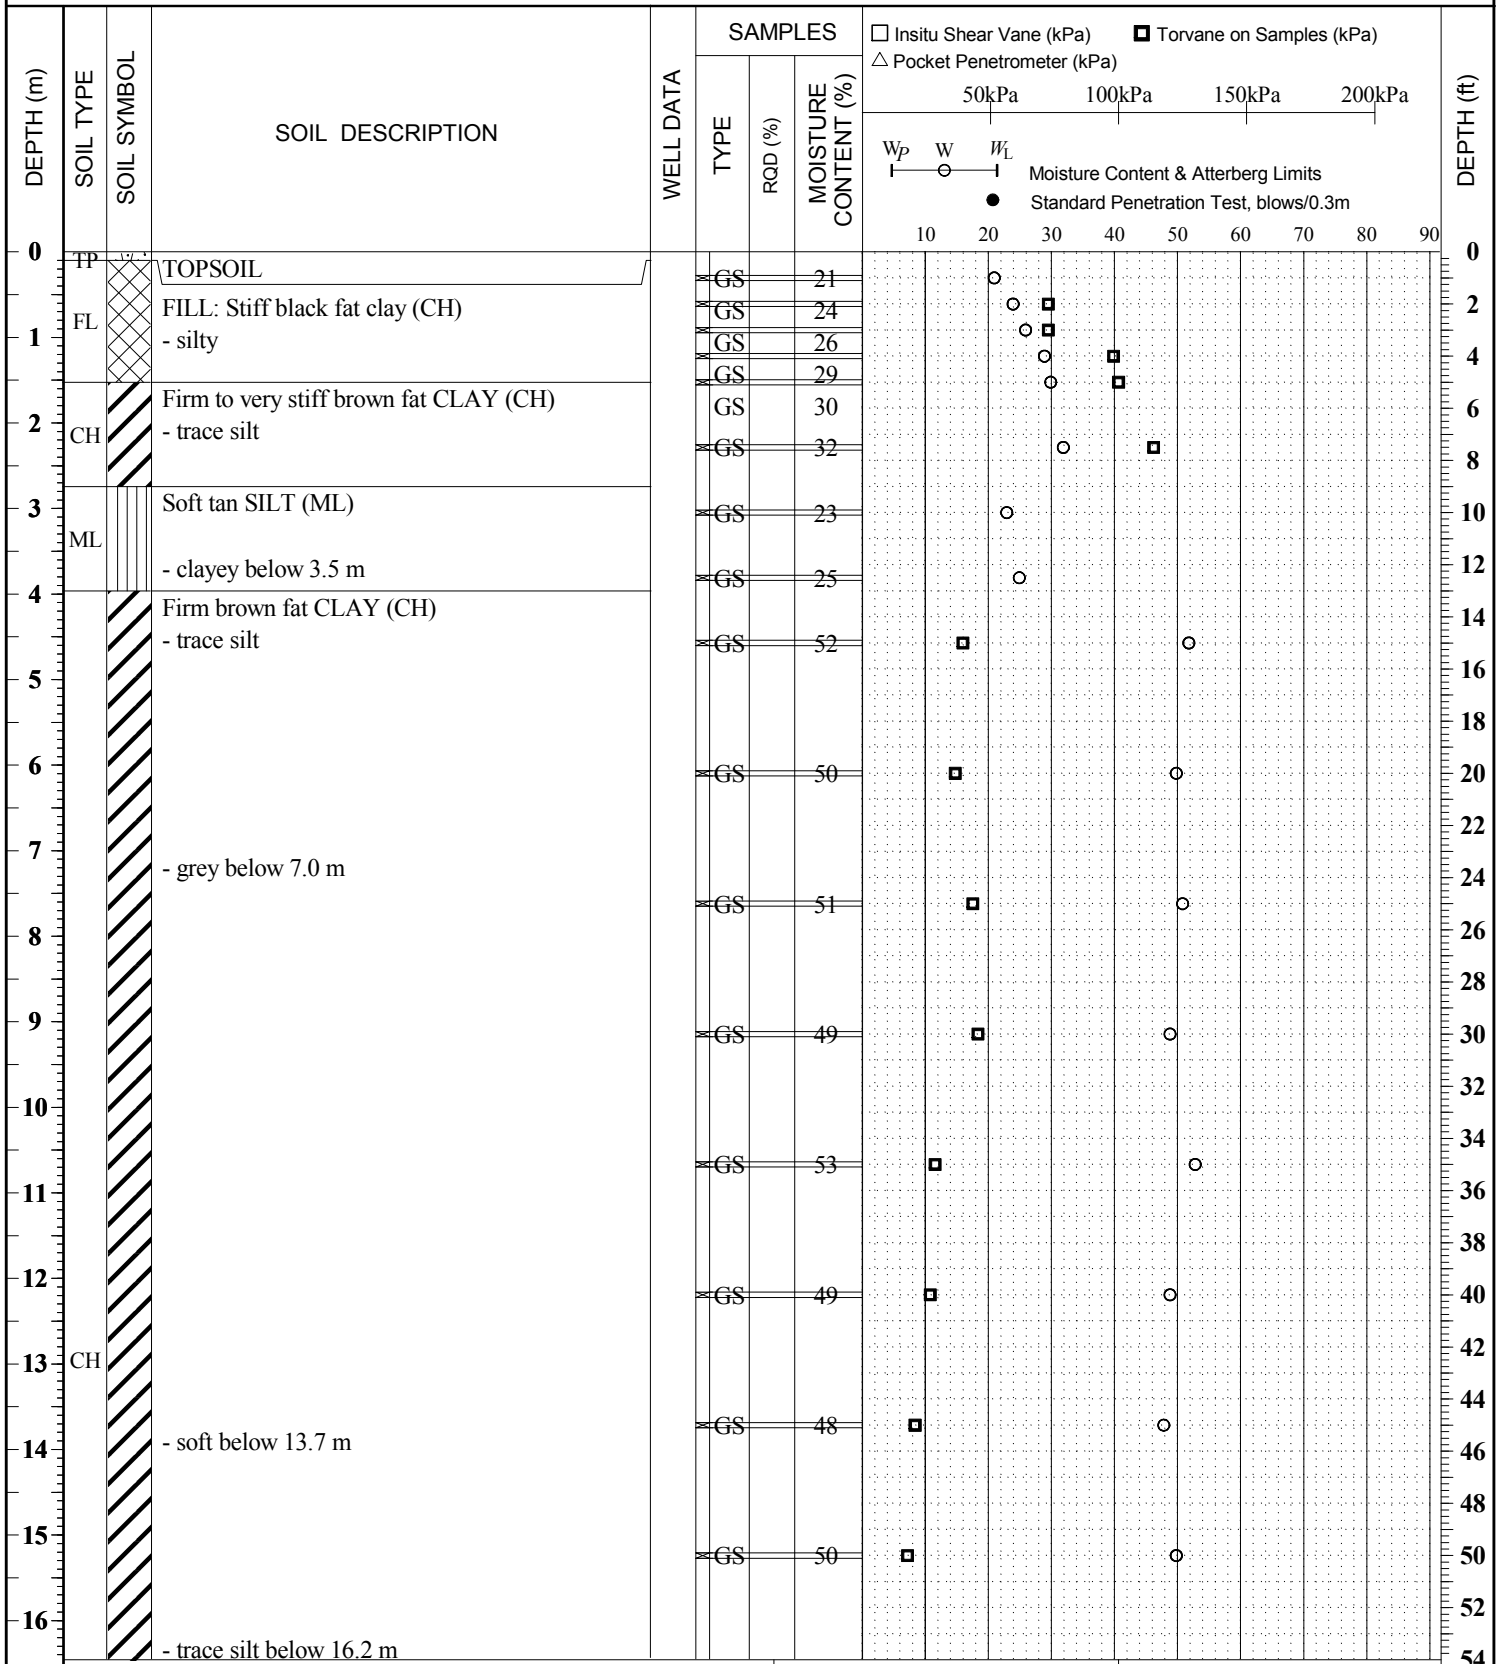 SAMPLES
Insitu Shear Vane (kPa) Torvane on Samples (kPa)
Pocket Penetrometer (kPa)
50kPa 100kPa 150kPa 200kPa
DEPTH (m)
SOIL TYPE
SOIL SYMBOL
SOIL DESCRIPTION
WELL DATA
TYPE
RQD (%)
MOISTURE
CONTENT (%)
DEPTH (ft)
WP W WL
Moisture Content & Atterberg Limits
Standard Penetration Test, blows/0.3m
10 20 30 40 50 60 70 80 90
0 0
TP TOPSOIL
GS 21
FL FILL: Stiff black fat clay (CH)
GS 24 2
1 - silty
GS 26
4
GS 29
Firm to very stiff brown fat CLAY (CH)
GS 30 6
2 CH - trace silt
GS 32
8
3 Soft tan SILT (ML)
GS 23 10
ML
- clayey below 3.5 m
GS 25 12
4
Firm brown fat CLAY (CH)
14
- trace silt
GS 52
16
5
18
6 GS 50 20
22
7
- grey below 7.0 m
24
GS 51
8 26
28
9
GS 49 30
32
10
34
GS 53
11 36
38
12
GS 49 40
42
13 CH
44
GS 48
14 - soft below 13.7 m
46
48
15
GS 50 50
16 52
- trace silt below 16.2 m
54